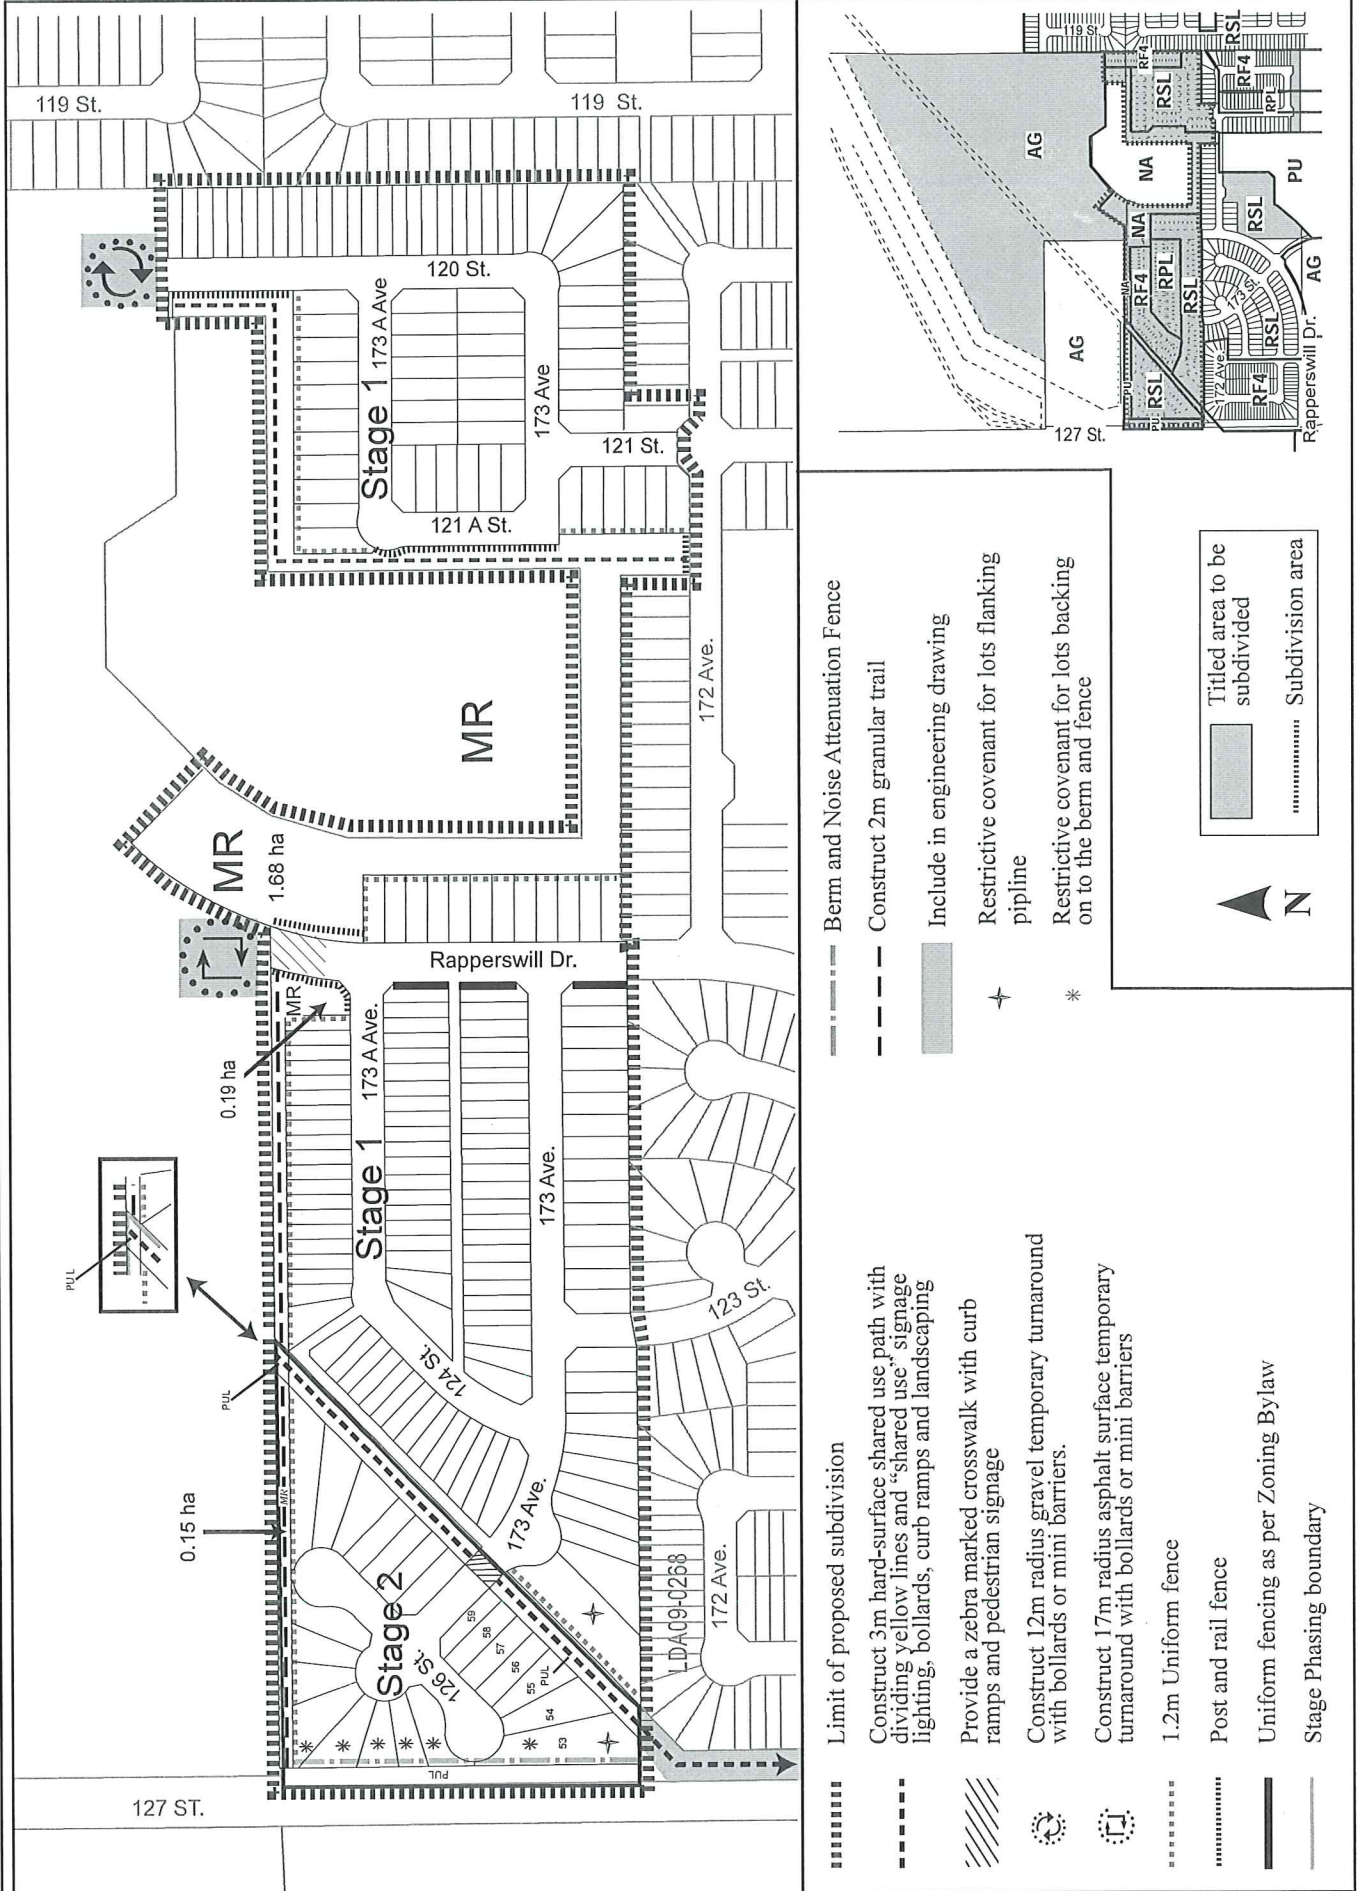 119 St.
119 St.
120 St.
173 A Ave
Stage 1
173 Ave
121 St.
121 A St.
MR
172 Ave.
MR
1.68 ha
Rapperswill Dr.
MR
0.19 ha
173 A Ave.
Stage 1
173 Ave.
123 St.
PUL
PUL
124 St.
0.15 ha
MR
173 Ave.
Stage 2
126 St.
59
58
57
56
55
54
53
PUL
PUL
LDA09-0268
172 Ave.
127 ST.
Limit of proposed subdivision
Construct 3m hard-surface shared use path with
dividing yellow lines and "shared use" signage
lighting, bollards, curb ramps and landscaping
Provide a zebra marked crosswalk with curb
ramps and pedestrian signage
Construct 12m radius gravel temporary turnaround
with bollards or mini barriers.
Construct 17m radius asphalt surface temporary
turnaround with bollards or mini barriers
1.2m Uniform fence
Post and rail fence
Uniform fencing as per Zoning Bylaw
Stage Phasing boundary
Berm and Noise Attenuation Fence
Construct 2m granular trail
Include in engineering drawing
Restrictive covenant for lots flanking
pipline
Restrictive covenant for lots backing
on to the berm and fence
N
Titled area to be
subdivided
Subdivision area
119 St.
RSL
RF4
RSL
RF4
RPL
AG
NA
PU
RSL
NA
AG
NA
RF4
RPL
RSL
173 St.
RSL
AG
PU
RSL
172 Ave.
RF4
Rapperswill Dr.
PU
127 St.